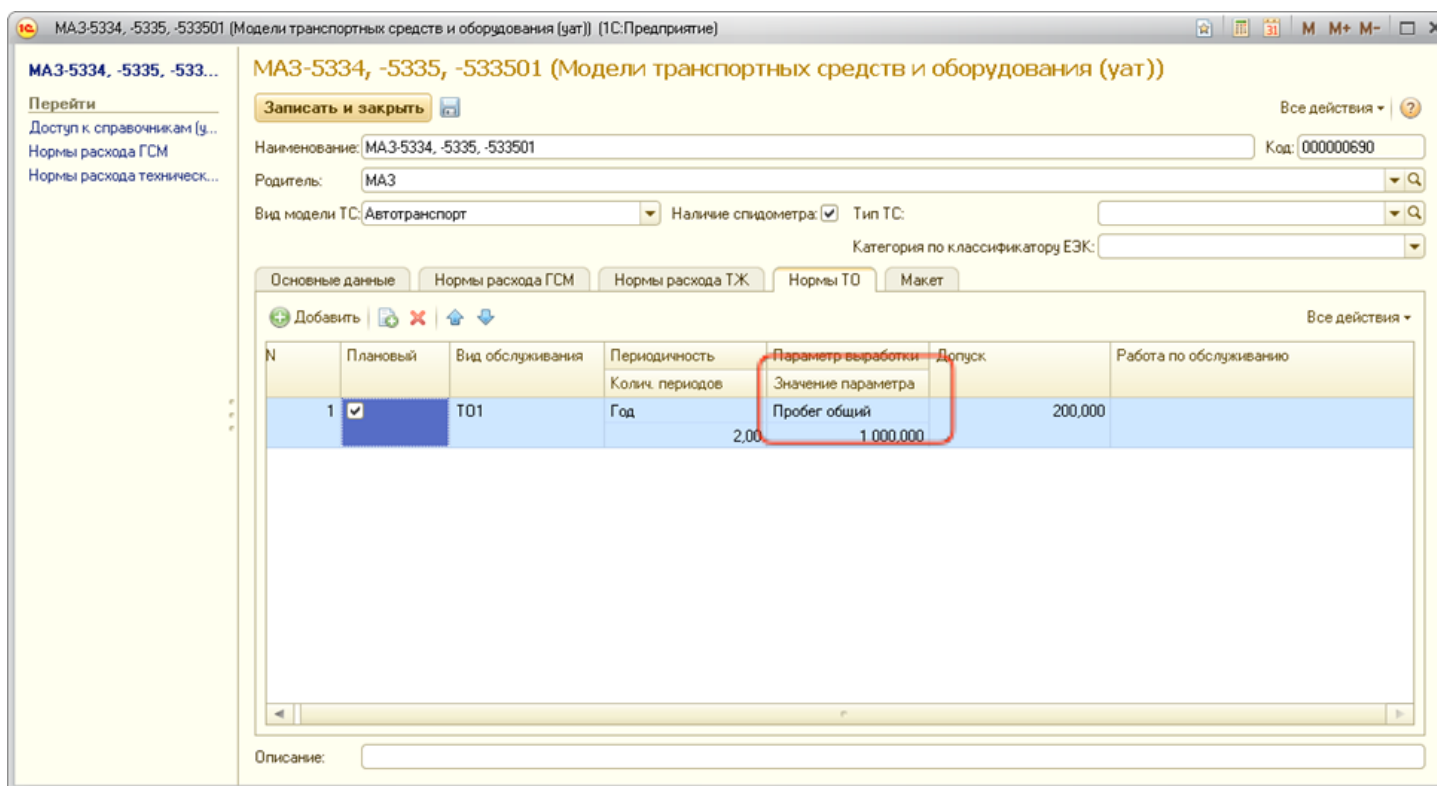 МАЗ-5334, -5335, -533501 (Модели транспортных средств и оборудования (уат)) (1С:Предприятие)
31 M M+ M-
МАЗ-5334, -5335, -533...
Перейти
Доступ к справочникам (у...
Нормы расхода ГСМ
Нормы расхода техническ...
МАЗ-5334, -5335, -533501 (Модели транспортных средств и оборудования (уат))
Записать и закрыть
Все действия
Наименование: МАЗ-5334, -5335, -533501
Код: 000000690
Родитель: МАЗ
Вид модели ТС: Автотранспорт
Наличие спидометра:
Тип ТС:
Категория по классификатору ЕЭК:
Основные данные
Нормы расхода ГСМ
Нормы расхода ТЖ
Нормы ТО
Макет
Добавить
Все действия
N Плановый Вид обслуживания Периодичность Параметр выработки Допуск Работа по обслуживанию
Колич. периодов Значение параметра
1 ТО1 Год Пробег общий 200,000
2,00 1 000,000
Описание: